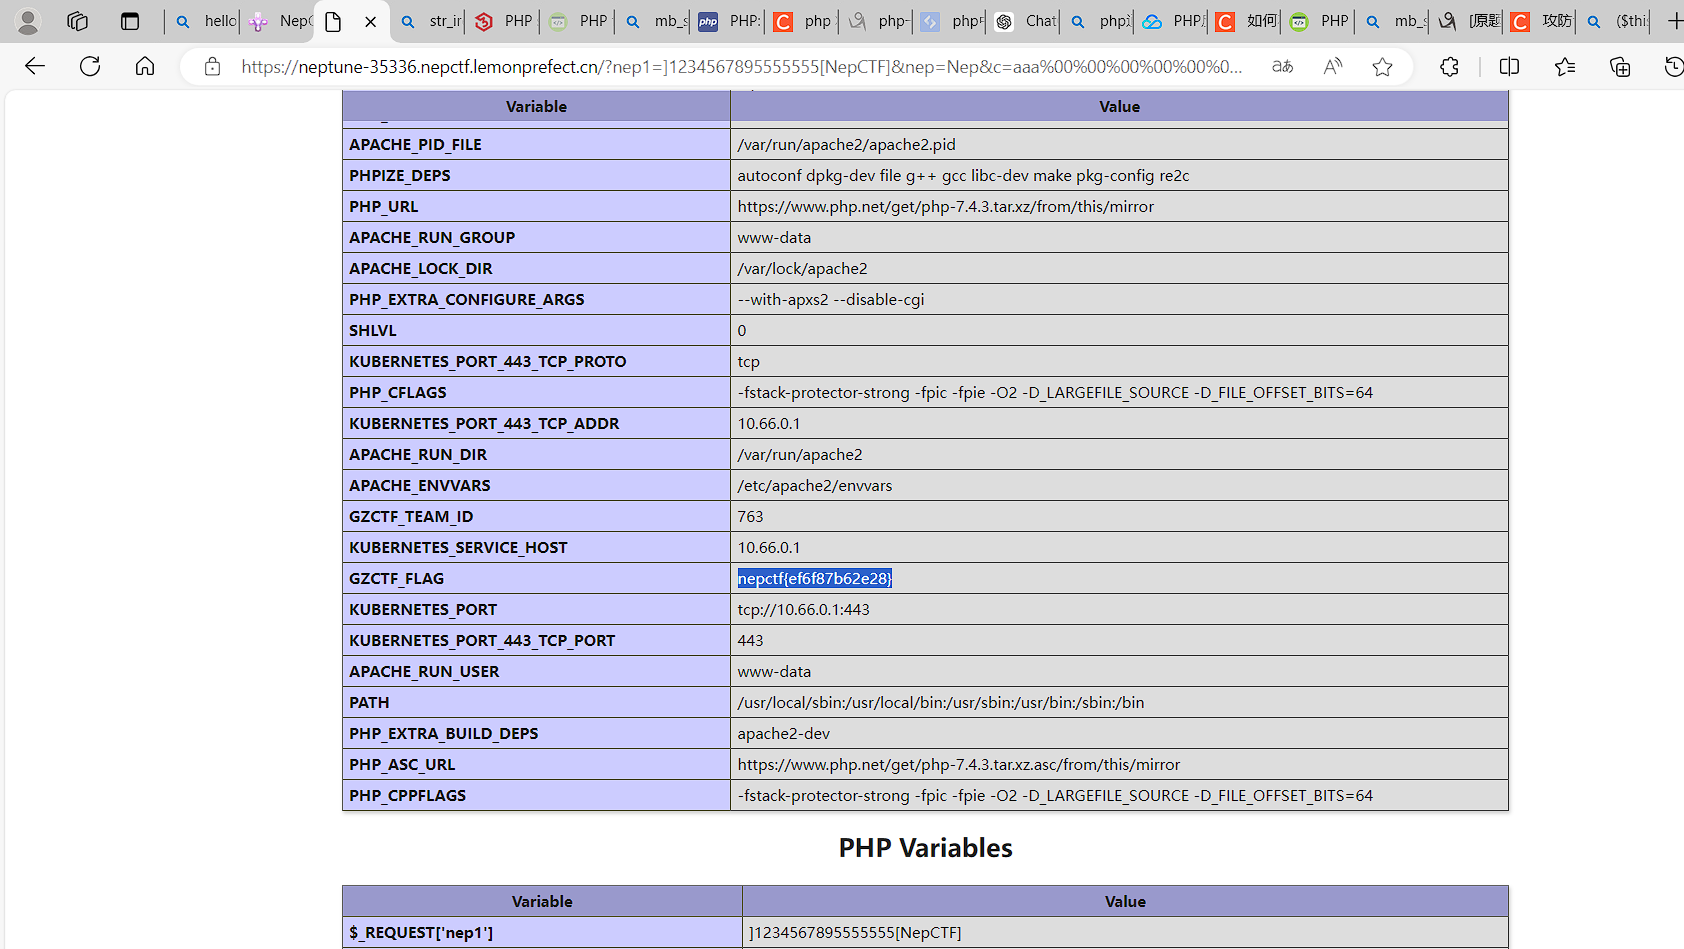 hello
Nep
str_i
PHP
PHP
mb_s
PHP:
php
php-
php
Chat
php
PHP
如何
PHP
mb_s
[原题
攻防
($thi
https://neptune-35336.nepctf.lemonprefect.cn/?nep1=]1234567895555555[NepCTF]&nep=Nep&c=aaa%00%00%00%00%00%0...
Variable Value
APACHE_PID_FILE /var/run/apache2/apache2.pid
PHPIZE_DEPS autoconf dpkg-dev file g++ gcc libc-dev make pkg-config re2c
PHP_URL https://www.php.net/get/php-7.4.3.tar.xz/from/this/mirror
APACHE_RUN_GROUP www-data
APACHE_LOCK_DIR /var/lock/apache2
PHP_EXTRA_CONFIGURE_ARGS --with-apxs2 --disable-cgi
SHLVL 0
KUBERNETES_PORT_443_TCP_PROTO tcp
PHP_CFLAGS -fstack-protector-strong -fpic -fpie -O2 -D_LARGEFILE_SOURCE -D_FILE_OFFSET_BITS=64
KUBERNETES_PORT_443_TCP_ADDR 10.66.0.1
APACHE_RUN_DIR /var/run/apache2
APACHE_ENVVARS /etc/apache2/envvars
GZCTF_TEAM_ID 763
KUBERNETES_SERVICE_HOST 10.66.0.1
GZCTF_FLAG nepctf{ef6f87b62e28}
KUBERNETES_PORT tcp://10.66.0.1:443
KUBERNETES_PORT_443_TCP_PORT 443
APACHE_RUN_USER www-data
PATH /usr/local/sbin:/usr/local/bin:/usr/sbin:/usr/bin:/sbin:/bin
PHP_EXTRA_BUILD_DEPS apache2-dev
PHP_ASC_URL https://www.php.net/get/php-7.4.3.tar.xz.asc/from/this/mirror
PHP_CPPFLAGS -fstack-protector-strong -fpic -fpie -O2 -D_LARGEFILE_SOURCE -D_FILE_OFFSET_BITS=64
PHP Variables
Variable Value
$_REQUEST['nep1'] ]1234567895555555[NepCTF]